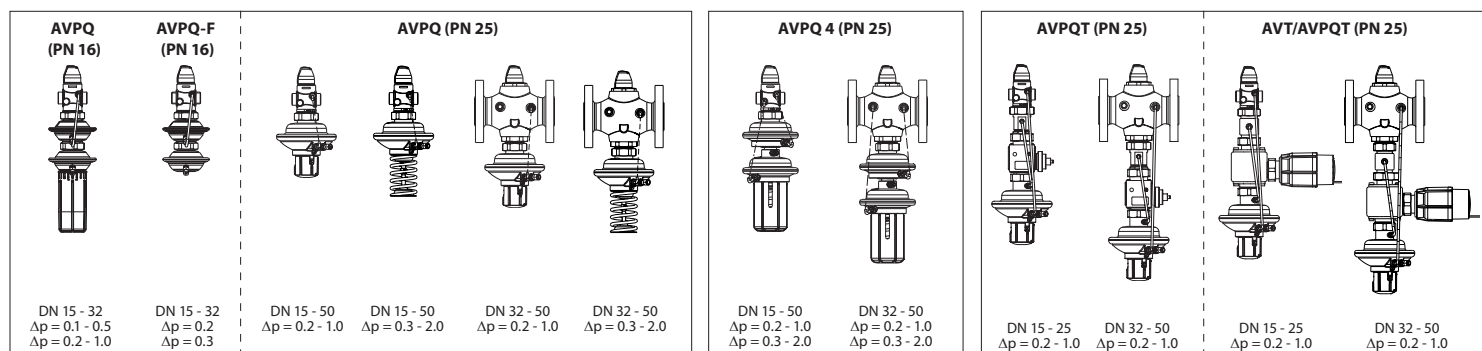 AVPQ
(PN 16)
AVPQ-F
(PN 16)
AVPQ (PN 25)
AVPQ 4 (PN 25)
AVPQT (PN 25)
AVT/AVPQT (PN 25)
DN 15 - 32
Δp = 0.1 - 0.5
Δp = 0.2 - 1.0
DN 15 - 32
Δp = 0.2
Δp = 0.3
DN 15 - 50
Δp = 0.2 - 1.0
DN 15 - 50
Δp = 0.3 - 2.0
DN 32 - 50
Δp = 0.2 - 1.0
DN 32 - 50
Δp = 0.3 - 2.0
DN 15 - 50
Δp = 0.2 - 1.0
Δp = 0.3 - 2.0
DN 32 - 50
Δp = 0.2 - 1.0
Δp = 0.3 - 2.0
DN 15 - 25
Δp = 0.2 - 1.0
DN 32 - 50
Δp = 0.2 - 1.0
DN 15 - 25
Δp = 0.2 - 1.0
DN 32 - 50
Δp = 0.2 - 1.0